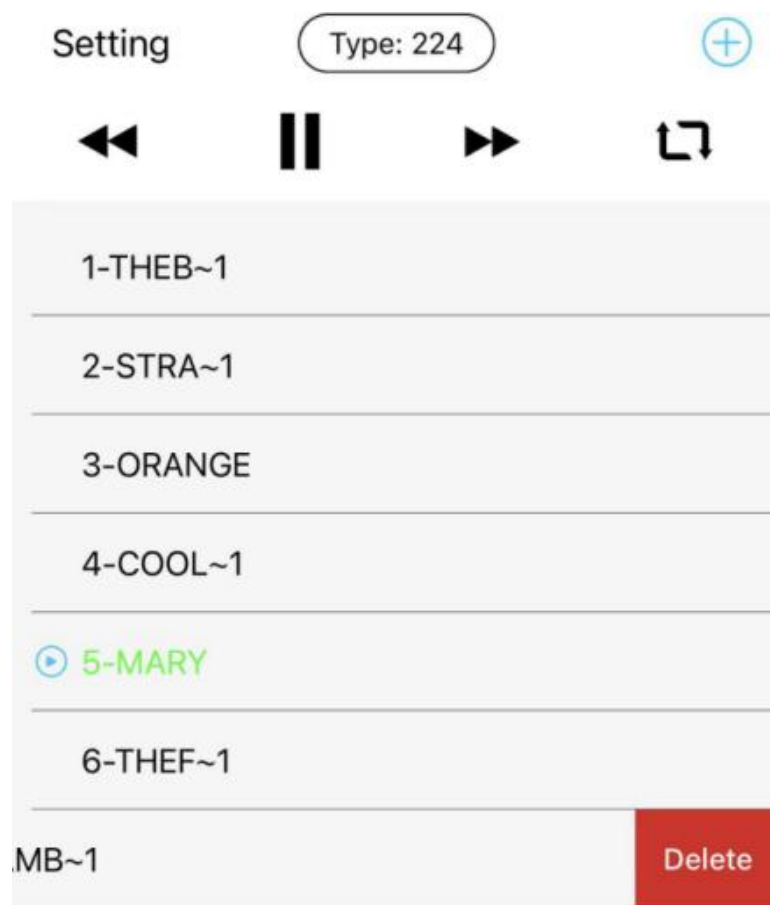 Setting Type: 224
1-THEB~1
2-STRA~1
3-ORANGE
4-COOL~1
5-MARY
6-THEF~1
.MB~1 Delete